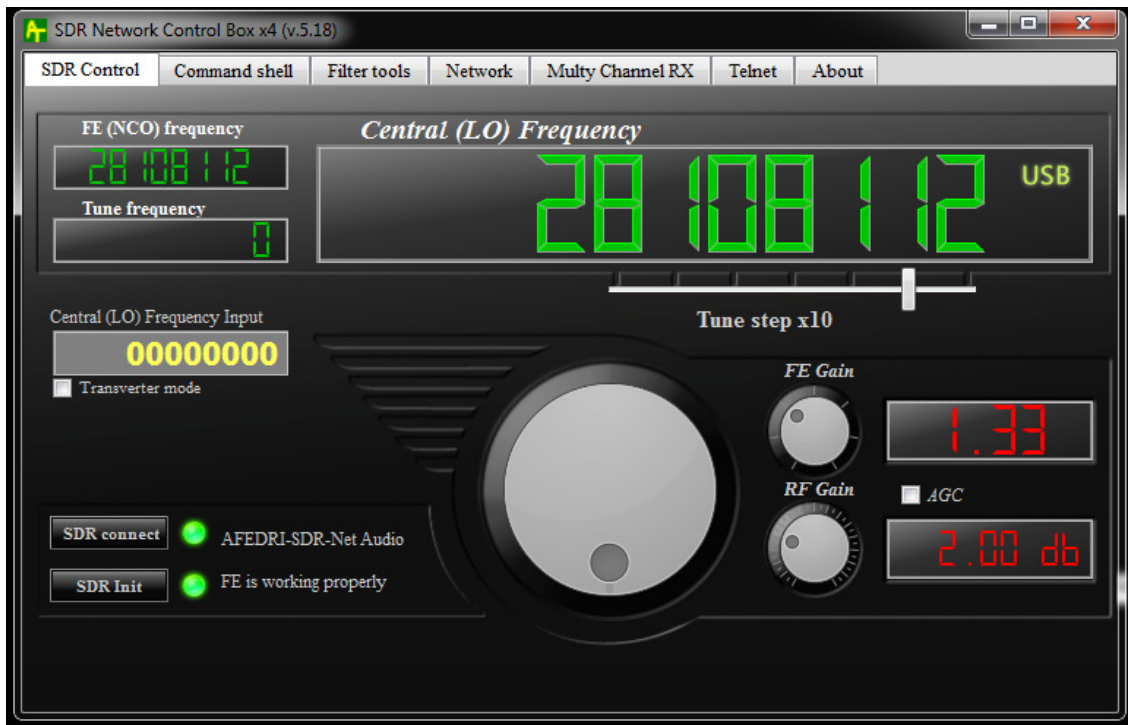 SDR Network Control Box x4 (v.5.18)
SDR Control Command shell Filter tools Network Multy Channel RX Telnet About
FE (NCO) frequency
28108112
Tune frequency
0
Central (LO) Frequency
28108112 USB
Tune step x10
Central (LO) Frequency Input
00000000
Transverter mode
FE Gain
1.33
RF Gain
AGC
2.00 db
SDR connect AFEDRI-SDR-Net Audio
SDR Init FE is working properly